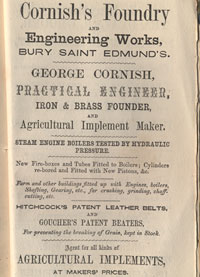 Cornish's Foundry
AND
Engineering Works,
BURY SAINT EDMUND'S.
GEORGE CORNISH,
PRACTICAL ENGINEER,
IRON & BRASS FOUNDER,
AND
Agricultural Implement Maker.
STEAM ENGINE BOILERS TESTED BY HYDRAULIC
PRESSURE.
New Fire-boxes and Tubes Fitted to Boilers; Cylinders
re-bored and Fitted with New Pistons, &c.
Farm and other buildings fitted up with Engines, boilers,
Shafting, Gearing, etc., for crushing, grinding, chaff
cutting, etc.
HITCHCOCK'S PATENT LEATHER BELTS,
AND
GOUCHER'S PATENT BEATERS,
For preventing the breaking of Grain, kept in Stock.
Agent for all kinds of
AGRICULTURAL IMPLEMENTS,
AT MAKERS' PRICES.